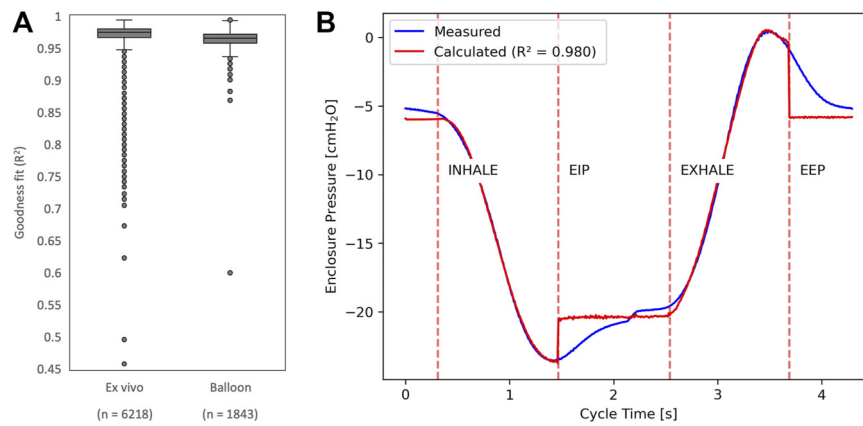 A
Goodness fit (R²)
1
0.95
0.9
0.85
0.8
0.75
0.7
0.65
0.6
0.55
0.5
0.45
Ex vivo
Balloon
(n = 6218)
(n = 1843)
B
Enclosure Pressure [cmH₂O]
0
−5
−10
−15
−20
Measured
Calculated (R² = 0.980)
INHALE
EIP
EXHALE
EEP
0
1
2
3
4
Cycle Time [s]